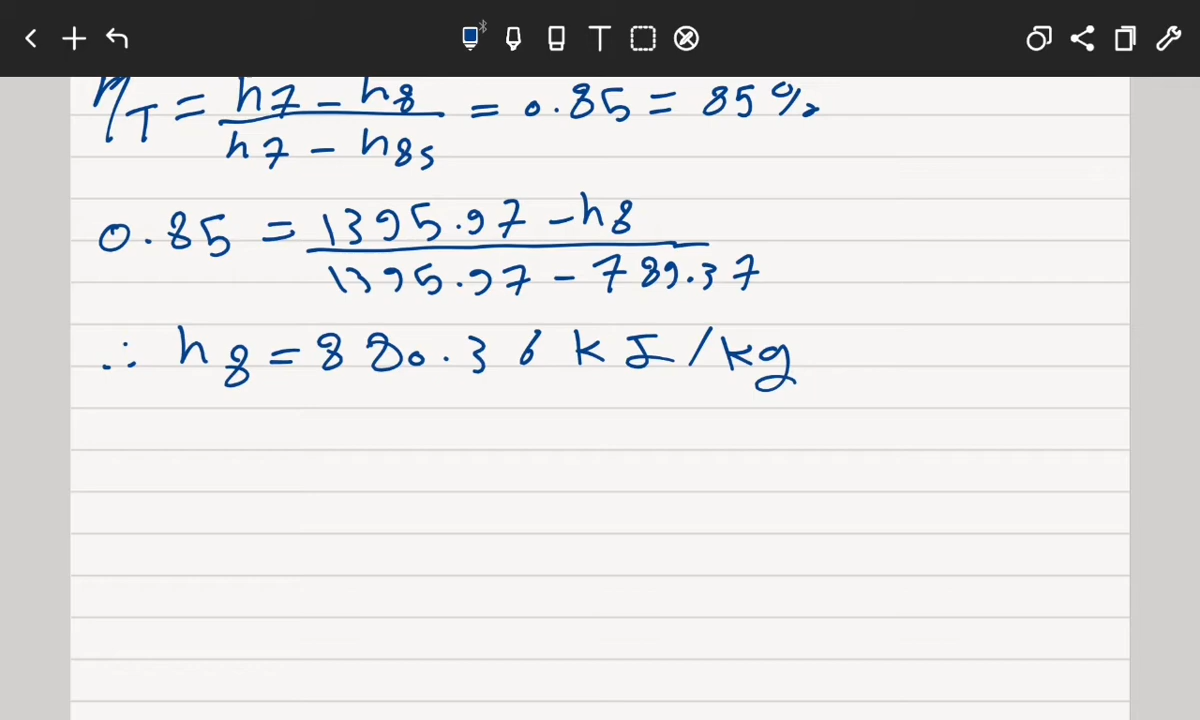 ηT = h7 - h8 / h7 - h8s = 0.85 = 85%
0.85 = 1395.97 - h8 / 1395.97 - 789.37
∴ h8 = 880.36 kJ/kg